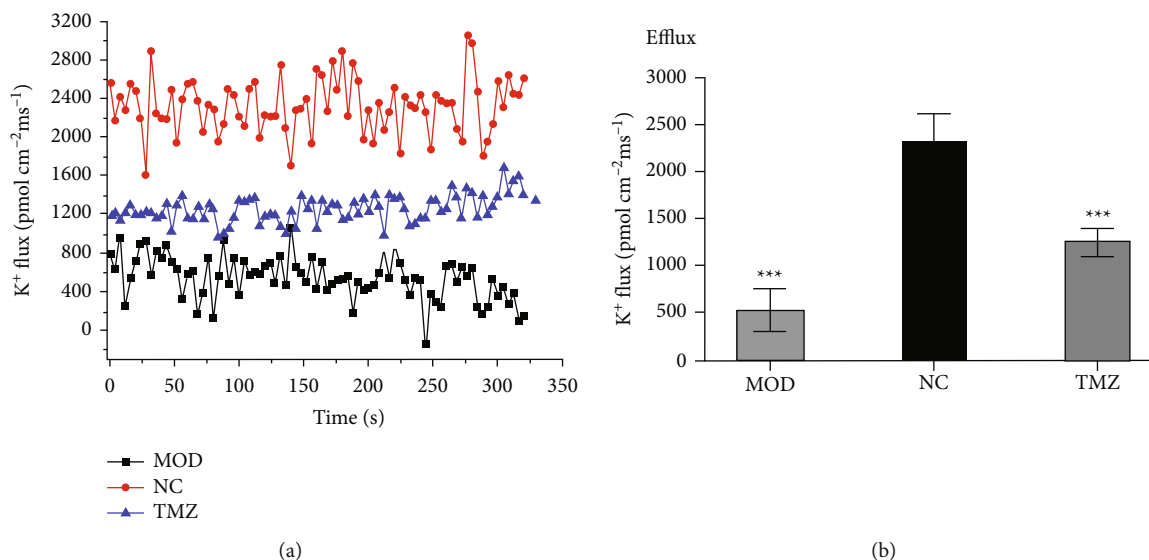 3200
2800
2400
2000
1600
1200
800
400
0
K⁺ flux (pmol cm⁻²ms⁻¹)
0 50 100 150 200 250 300 350
Time (s)
MOD
NC
TMZ
(a)
Efflux
3000
2500
2000
1500
1000
500
0
K⁺ flux (pmol cm⁻²ms⁻¹)
***
***
MOD NC TMZ
(b)